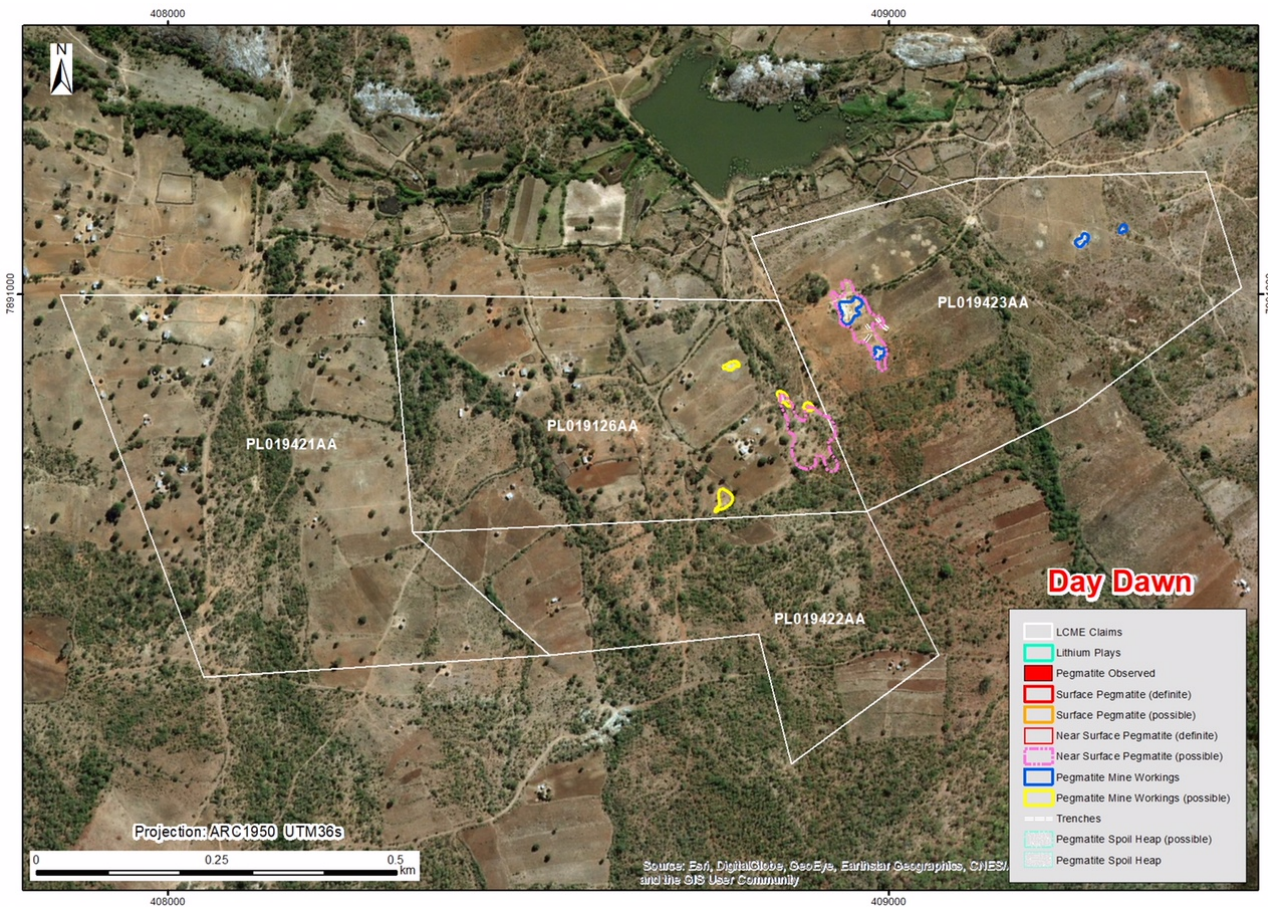 408000
409000
N
7891000
7891000
PL019423AA
PL019126AA
PL019421AA
PL019422AA
Day Dawn
LCME Claims
Lithium Plays
Pegmatite Observed
Surface Pegmatite (definite)
Surface Pegmatite (possible)
Near Surface Pegmatite (definite)
Near Surface Pegmatite (possible)
Pegmatite Mine Workings
Pegmatite Mine Workings (possible)
Trenches
Pegmatite Spoil Heap (possible)
Pegmatite Spoil Heap
Projection: ARC1950 UTM36s
0 0.25 0.5
km
Source: Esri, DigitalGlobe, GeoEye, Earthstar Geographics, CNES/
and the GIS User Community
408000
409000